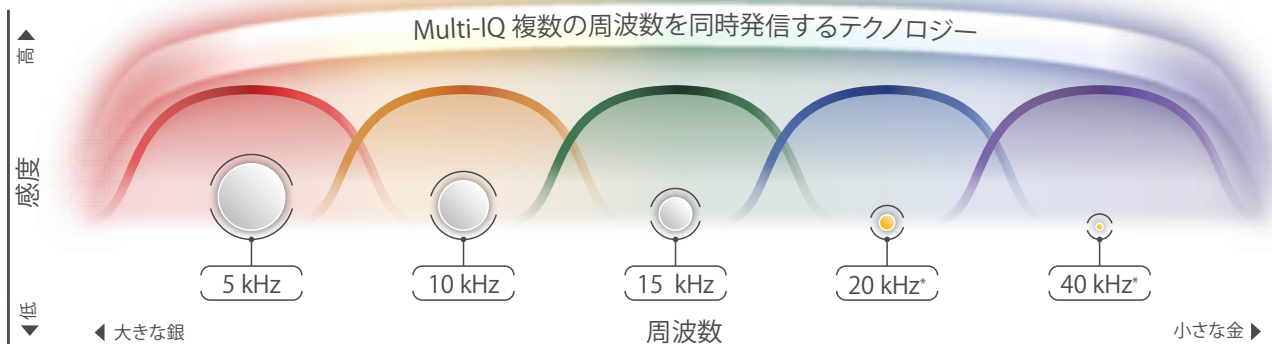 Multi-IQ 複数の周波数を同時発信するテクノロジー
高▲
感度
▼低
5 kHz
10 kHz
15 kHz
20 kHz*
40 kHz*
◀ 大きな銀
周波数
小さな金 ▶